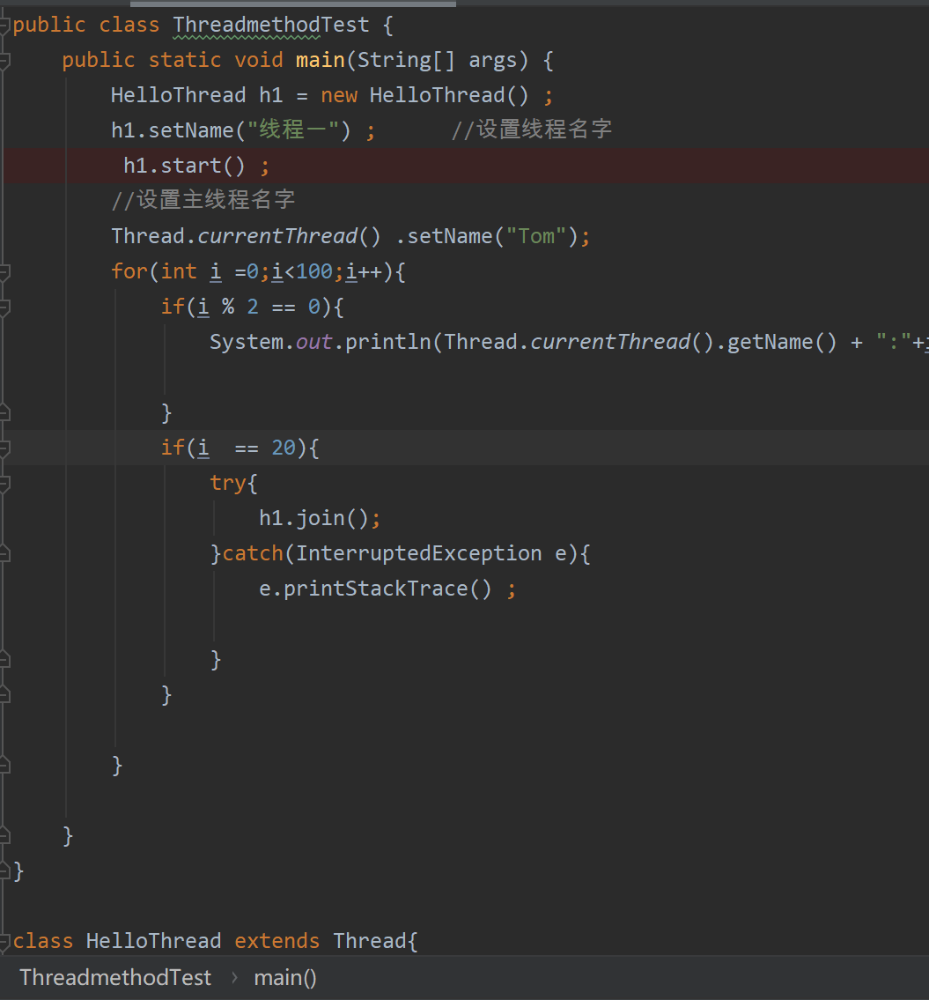 public class ThreadmethodTest {
    public static void main(String[] args) {
        HelloThread h1 = new HelloThread() ;
        h1.setName("线程一") ;      //设置线程名字
         h1.start() ;
        //设置主线程名字
        Thread.currentThread() .setName("Tom");
        for(int i =0;i<100;i++){
            if(i % 2 == 0){
                System.out.println(Thread.currentThread().getName() + ":"+
            }
            if(i  == 20){
                try{
                    h1.join();
                }catch(InterruptedException e){
                    e.printStackTrace() ;
                }
            }
        }
    }
}
class HelloThread extends Thread{
ThreadmethodTest › main()